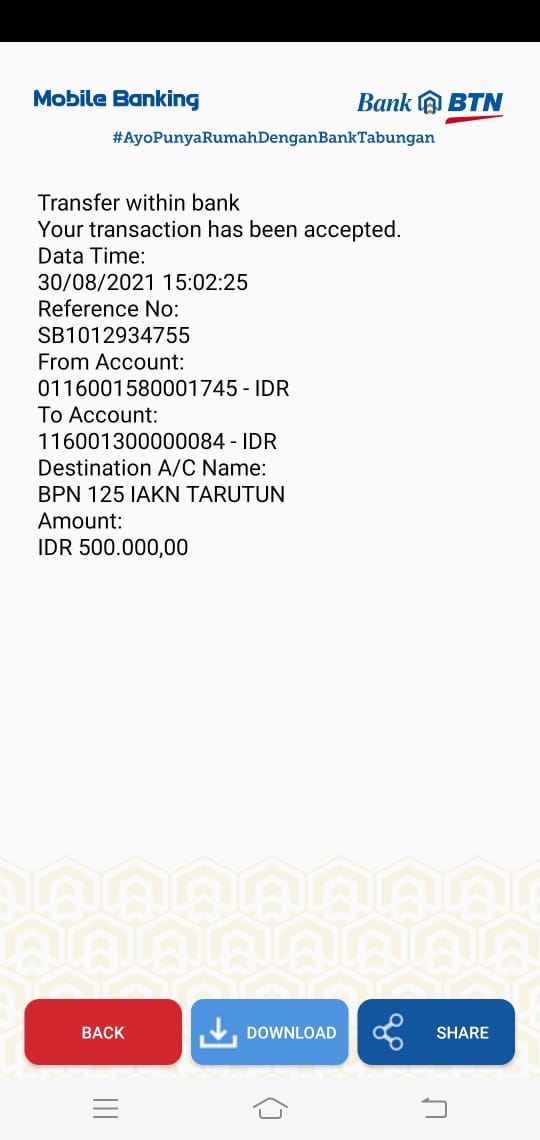 Mobile Banking
Bank BTN
#AyoPunyaRumahDenganBankTabungan
Transfer within bank
Your transaction has been accepted.
Data Time:
30/08/2021 15:02:25
Reference No:
SB1012934755
From Account:
0116001580001745 - IDR
To Account:
116001300000084 - IDR
Destination A/C Name:
BPN 125 IAKN TARUTUN
Amount:
IDR 500.000,00
BACK
DOWNLOAD
SHARE